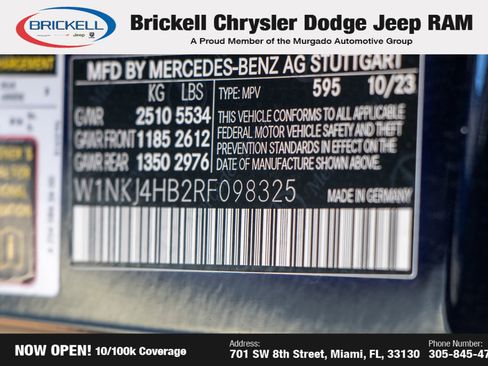 BRICKELL
Jeep
Brickell Chrysler Dodge Jeep RAM
A Proud Member of the Murgado Automotive Group
MFD BY MERCEDES-BENZ AG STUTTGART
KG LBS TYPE: MPV 595 10/23
GVWR 2510 5534
GAWR FRONT 1185 2612
GAWR REAR 1350 2976
THIS VEHICLE CONFORMS TO ALL APPLICABLE
FEDERAL MOTOR VEHICLE SAFETY AND THEFT
PREVENTION STANDARDS IN EFFECT ON THE
DATE OF MANUFACTURE SHOWN ABOVE.
W1NKJ4HB2RF098325
MADE IN GERMANY
NOW OPEN! 10/100k Coverage
Address:
701 SW 8th Street, Miami, FL, 33130
Phone Number:
305-845-47